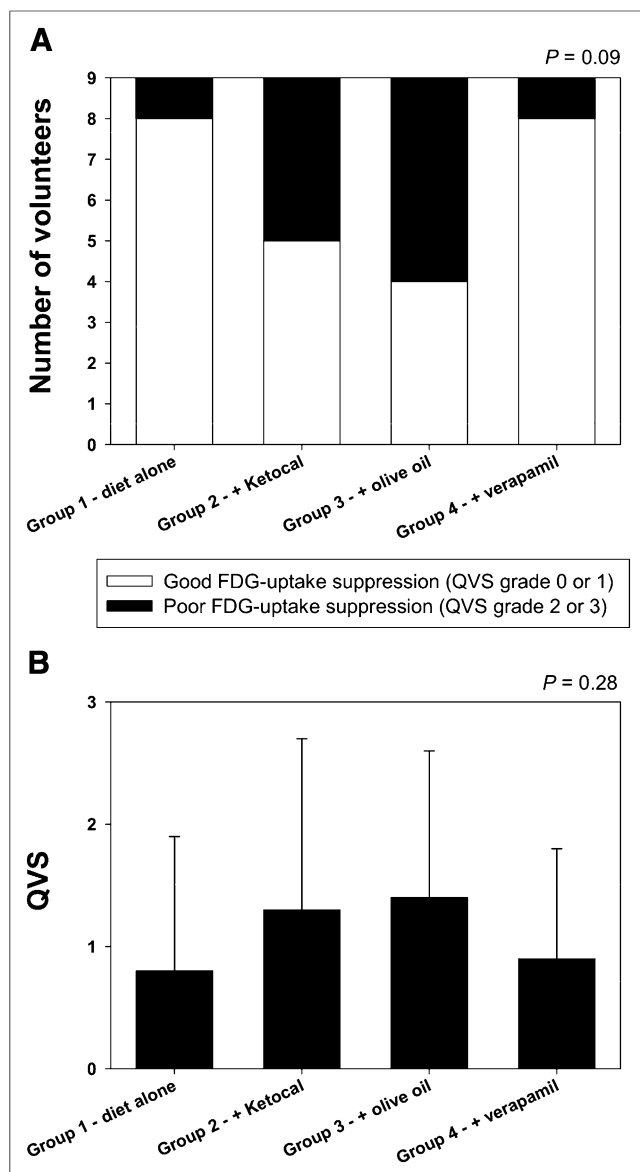 A
P = 0.09
Number of volunteers
9
8
7
6
5
4
3
2
1
0
Group 1 - diet alone
Group 2 - + Ketocal
Group 3 - + olive oil
Group 4 - + verapamil
Good FDG-uptake suppression (QVS grade 0 or 1)
Poor FDG-uptake suppression (QVS grade 2 or 3)
B
P = 0.28
QVS
3
2
1
0
Group 1 - diet alone
Group 2 - + Ketocal
Group 3 - + olive oil
Group 4 - + verapamil